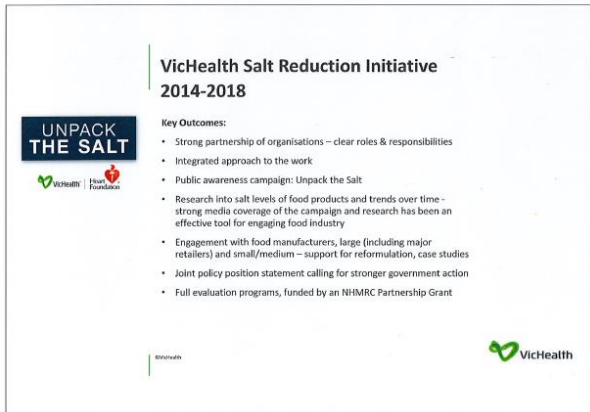 VicHealth Salt Reduction Initiative
2014-2018
UNPACK
THE SALT
VicHealth
Heart
Foundation
Key Outcomes:
• Strong partnership of organisations – clear roles & responsibilities
• Integrated approach to the work
• Public awareness campaign: Unpack the Salt
• Research into salt levels of food products and trends over time -
strong media coverage of the campaign and research has been an
effective tool for engaging food industry
• Engagement with food manufacturers, large (including major
retailers) and small/medium – support for reformulation, case studies
• Joint policy position statement calling for stronger government action
• Full evaluation programs, funded by an NHMRC Partnership Grant
©VicHealth
VicHealth